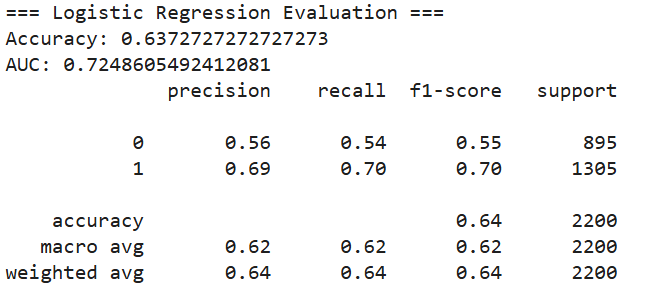 === Logistic Regression Evaluation ===
Accuracy: 0.6372727272727273
AUC: 0.7248605492412081
precision recall f1-score support
0 0.56 0.54 0.55 895
1 0.69 0.70 0.70 1305
accuracy 0.64 2200
macro avg 0.62 0.62 0.62 2200
weighted avg 0.64 0.64 0.64 2200